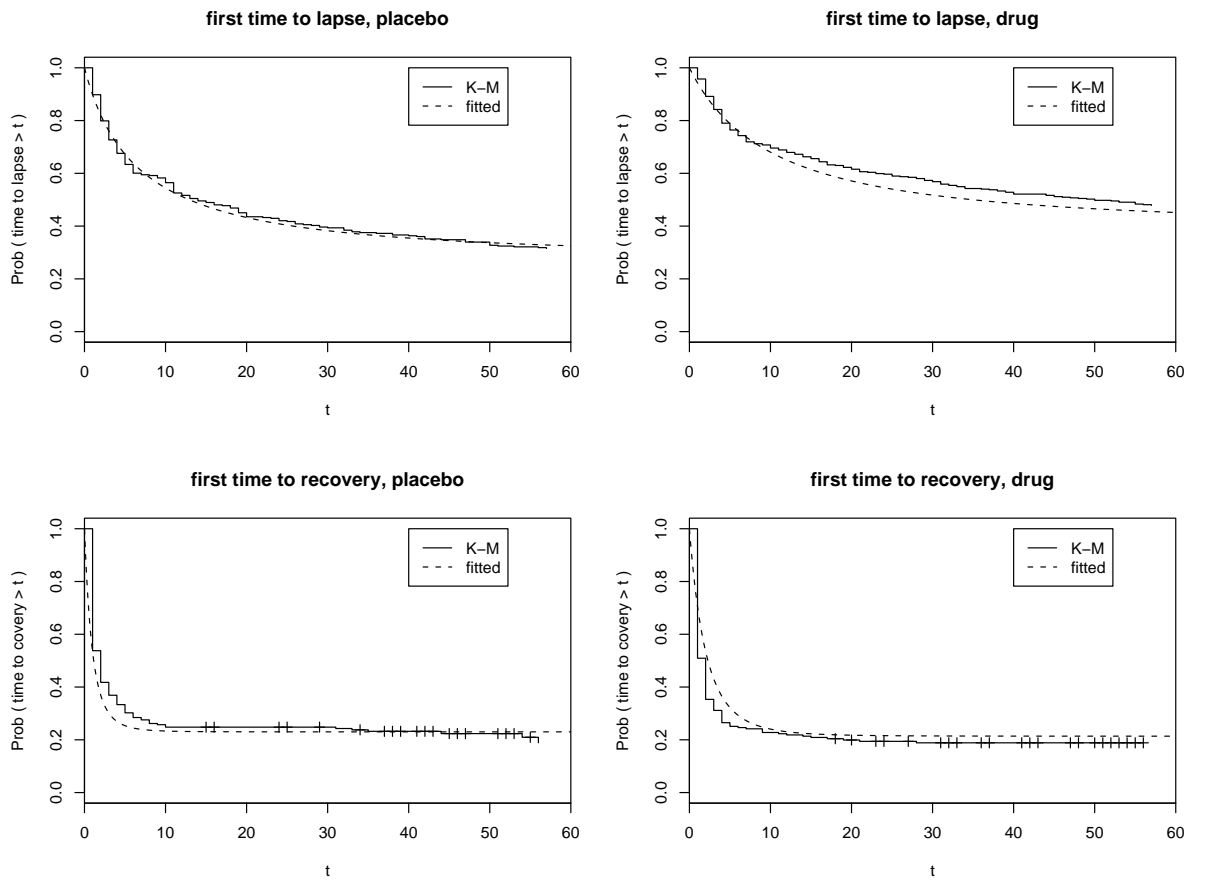 first time to lapse, placebo
Prob ( time to lapse > t )
0.0 0.2 0.4 0.6 0.8 1.0
K−M
fitted
0 10 20 30 40 50 60
t
first time to lapse, drug
Prob ( time to lapse > t )
0.0 0.2 0.4 0.6 0.8 1.0
K−M
fitted
0 10 20 30 40 50 60
t
first time to recovery, placebo
Prob ( time to covery > t )
0.0 0.2 0.4 0.6 0.8 1.0
K−M
fitted
0 10 20 30 40 50 60
t
first time to recovery, drug
Prob ( time to covery > t )
0.0 0.2 0.4 0.6 0.8 1.0
K−M
fitted
0 10 20 30 40 50 60
t